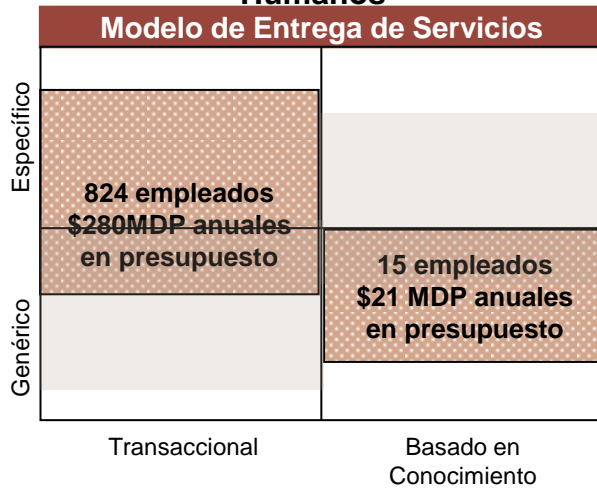 Humanos
Modelo de Entrega de Servicios
Específico
824 empleados
$280MDP anuales
en presupuesto
15 empleados
$21 MDP anuales
en presupuesto
Genérico
Transaccional
Basado en
Conocimiento